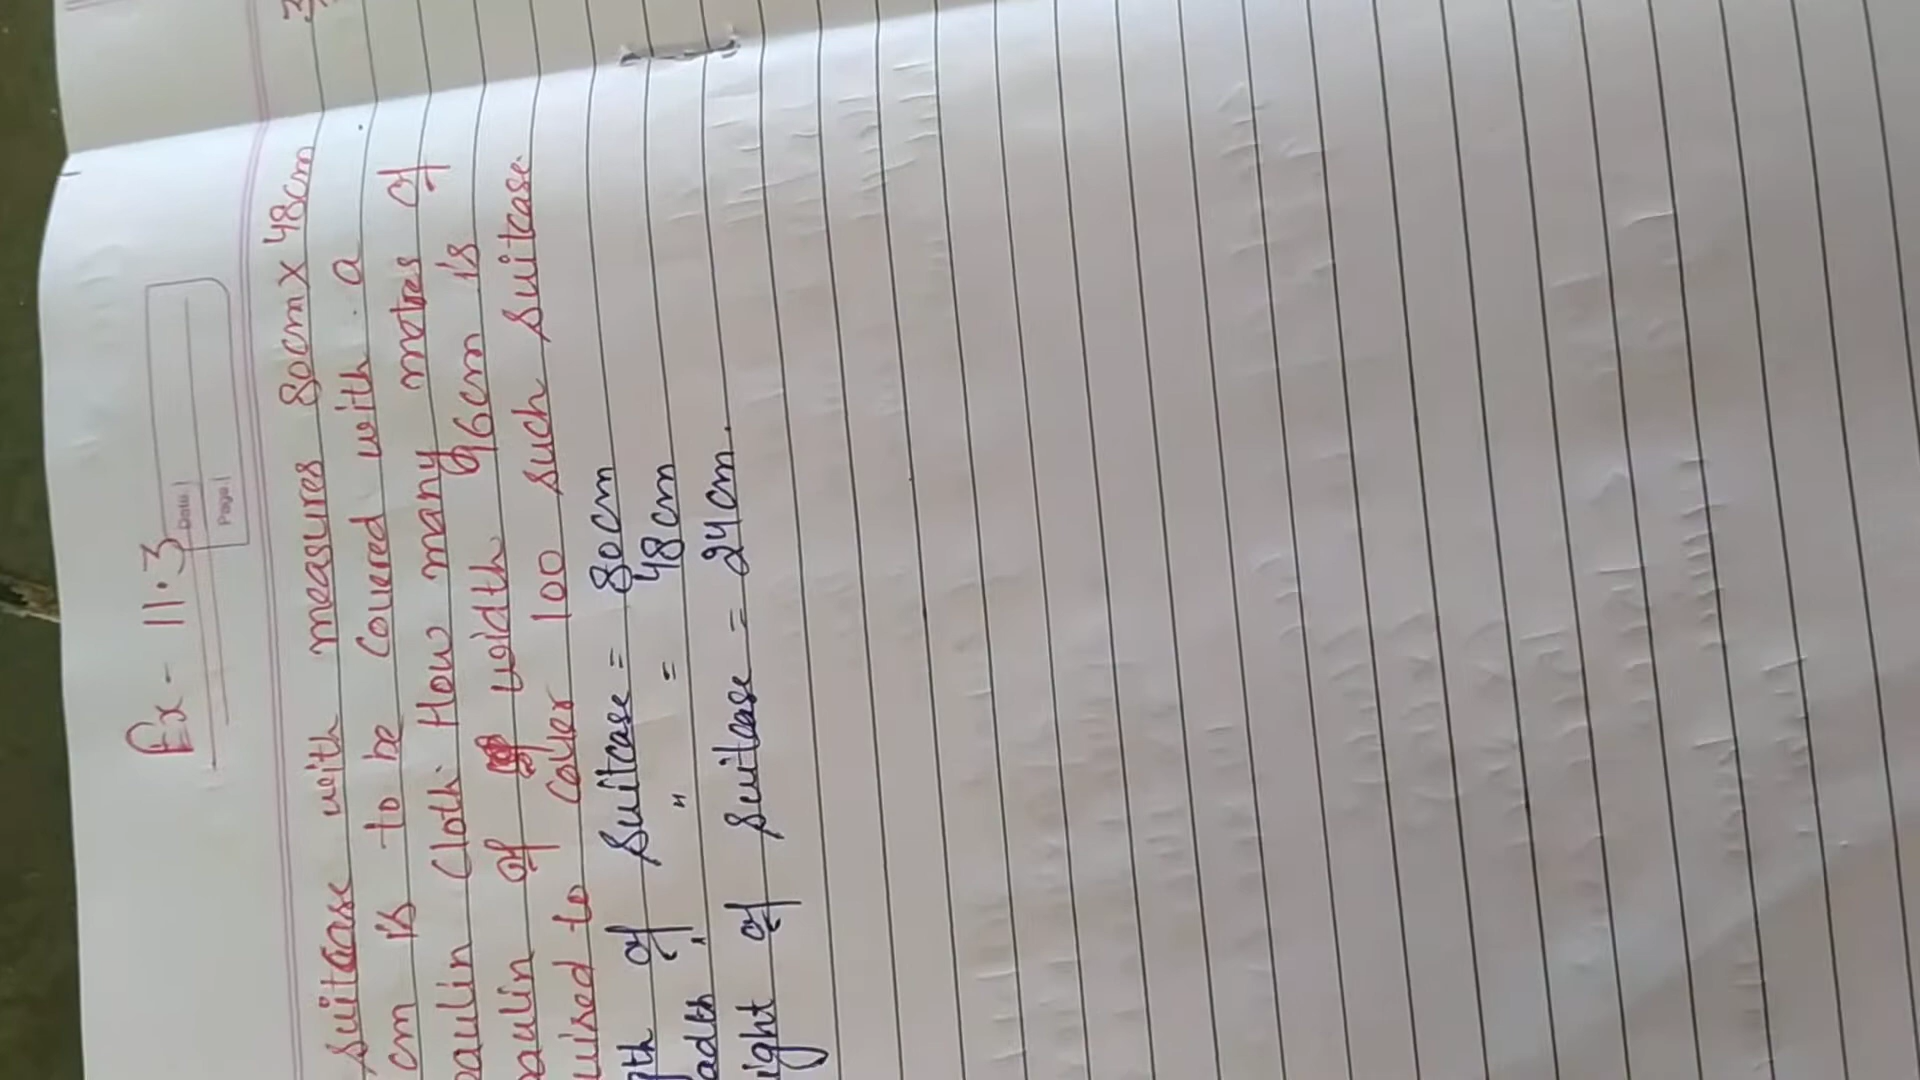 Ex - 11.3
Date
Page
suitcase with measures 80cm x 48cm
cm is to be covered with a
paulin cloth. How many metres of
paulin of width 96cm is
uired to cover 100 such suitcase.
gth of suitcase = 80cm
adth " " = 48cm
ight of suitcase = 24cm.